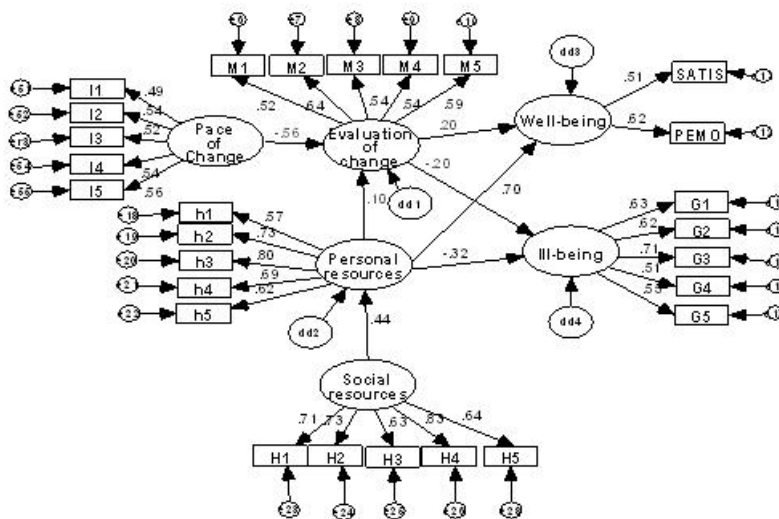 M1 M2 M3 M4 M5
.52 .64 .54 .54 .59
I1 .49
I2 .54
I3 .52
I4 .54
I5 .56
Pace of Change
-.56
Evaluation of change
.20
-.20
dd3
Well-being
.51 SATIS
.62 PEMO
.70
.10
dd1
h1 .57
h2 .73
h3 .80
h4 .69
h5 .62
Personal resources
-.32
Ill-being
.63 G1
.62 G2
.71 G3
.51 G4
G5
dd2
dd4
.44
Social resources
.71 .73 .63 .64
H1 H2 H3 H4 H5